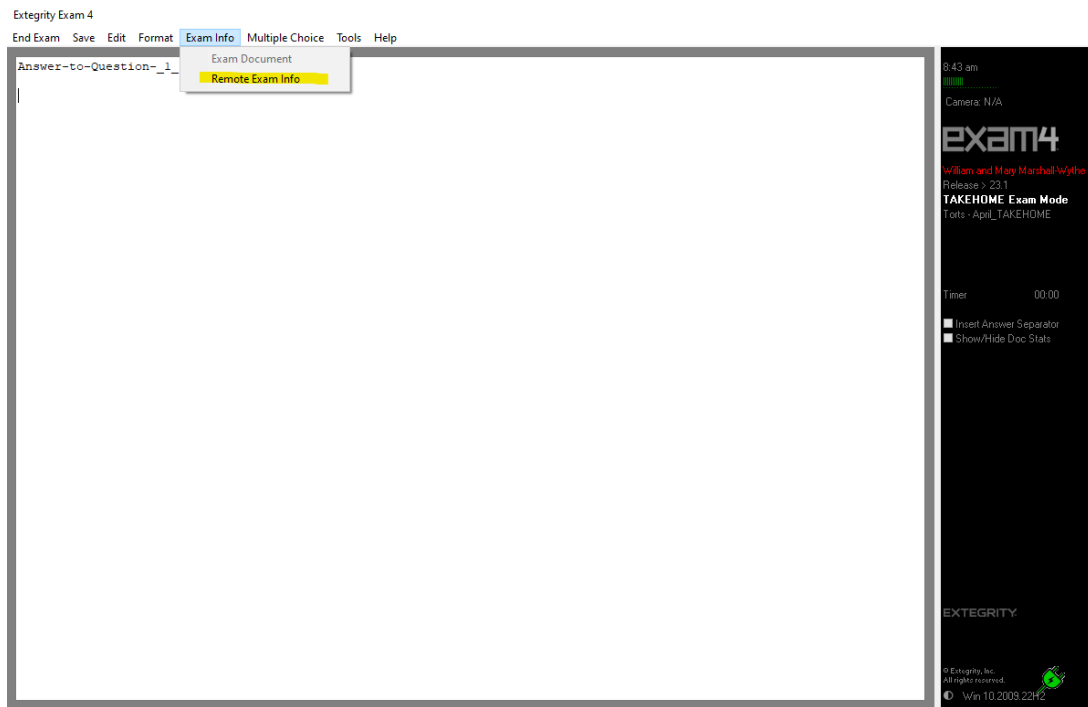 Extegrity Exam 4
End Exam Save Edit Format Exam Info Multiple Choice Tools Help
Exam Document
Remote Exam Info
Answer-to-Question-_1_
8:43 am
Camera: N/A
exam4
William and Mary Marshall-Wythe
Release > 23.1
TAKEHOME Exam Mode
Torts - April_TAKEHOME
Timer 00:00
Insert Answer Separator
Show/Hide Doc Stats
EXTEGRITY
© Extegrity, Inc.
All rights reserved.
Win 10.2009.22H2